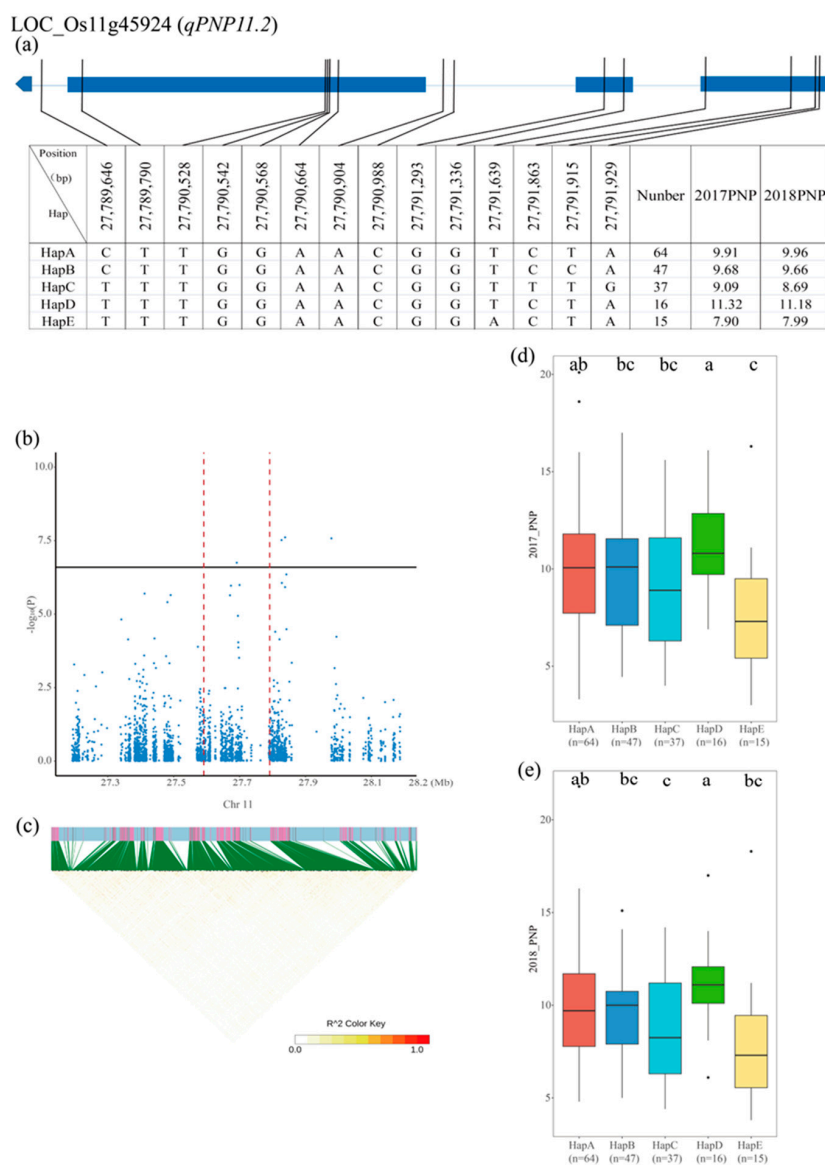 LOC_Os11g45924 (qPNP11.2)
(a)
Position (bp) Hap 27,789,646 27,789,790 27,790,528 27,790,542 27,790,568 27,790,664 27,790,904 27,790,988 27,791,293 27,791,336 27,791,639 27,791,863 27,791,915 27,791,929 Nunber 2017PNP 2018PNP
HapA C T T G G A A C G G T C T A 64 9.91 9.96
HapB C T T G G A A C G G T C C A 47 9.68 9.66
HapC T T T G G A A C G G T T T G 37 9.09 8.69
HapD T T T G G A A C G G T C T A 16 11.32 11.18
HapE T T T G G A A C G G A C T A 15 7.90 7.99
(b)
10.0
7.5
5.0
2.5
0.0
-log₁₀(P)
27.3 27.5 27.7 27.9 28.1 28.2 (Mb)
Chr 11
(c)
R^2 Color Key
0.0 1.0
(d)
ab bc bc a c
20
15
10
5
2017_PNP
HapA HapB HapC HapD HapE
(n=64) (n=47) (n=37) (n=16) (n=15)
(e)
ab bc c a bc
20
15
10
5
2018_PNP
HapA HapB HapC HapD HapE
(n=64) (n=47) (n=37) (n=16) (n=15)